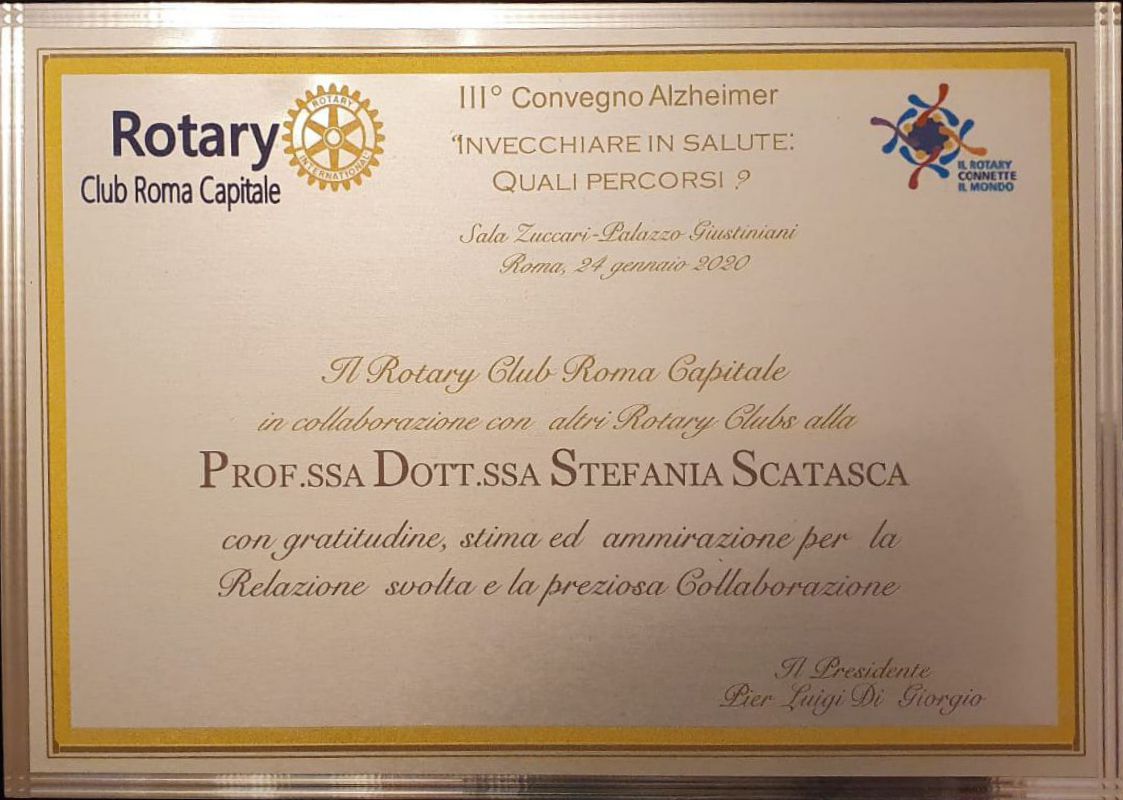 Rotary
Club Roma Capitale
ROTARY
INTERNATIONAL
III° Convegno Alzheimer
"INVECCHIARE IN SALUTE:
QUALI PERCORSI ?
Sala Zuccari-Palazzo Giustiniani
Roma, 24 gennaio 2020
IL ROTARY
CONNETTE
IL MONDO
Il Rotary Club Roma Capitale
in collaborazione con altri Rotary Clubs alla
PROF.SSA DOTT.SSA STEFANIA SCATASCA
con gratitudine, stima ed ammirazione per la
Relazione svolta e la preziosa Collaborazione
Il Presidente
Pier Luigi Di Giorgio